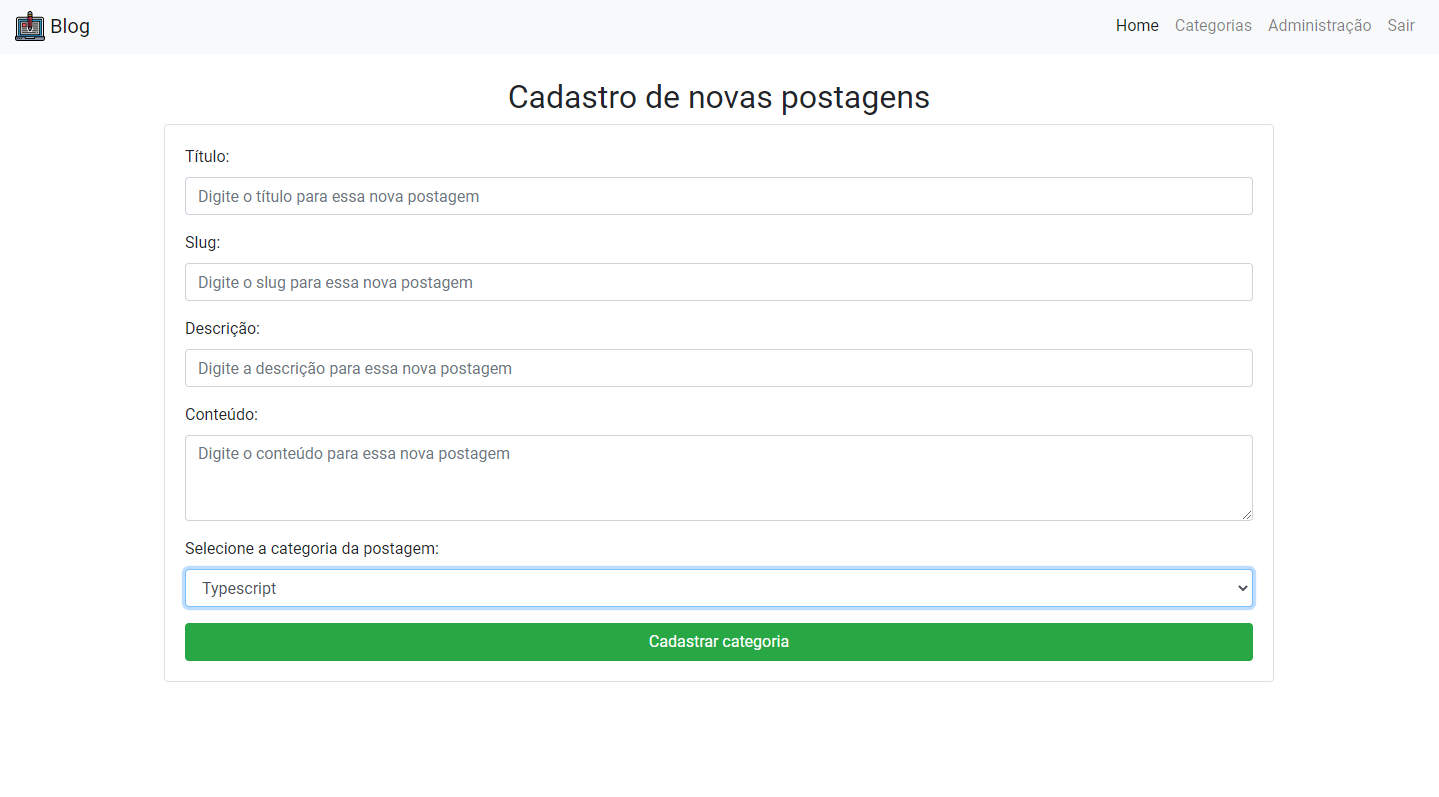 Blog
Home Categorias Administração Sair
Cadastro de novas postagens
Título:
Digite o título para essa nova postagem
Slug:
Digite o slug para essa nova postagem
Descrição:
Digite a descrição para essa nova postagem
Conteúdo:
Digite o conteúdo para essa nova postagem
Selecione a categoria da postagem:
Typescript
Cadastrar categoria